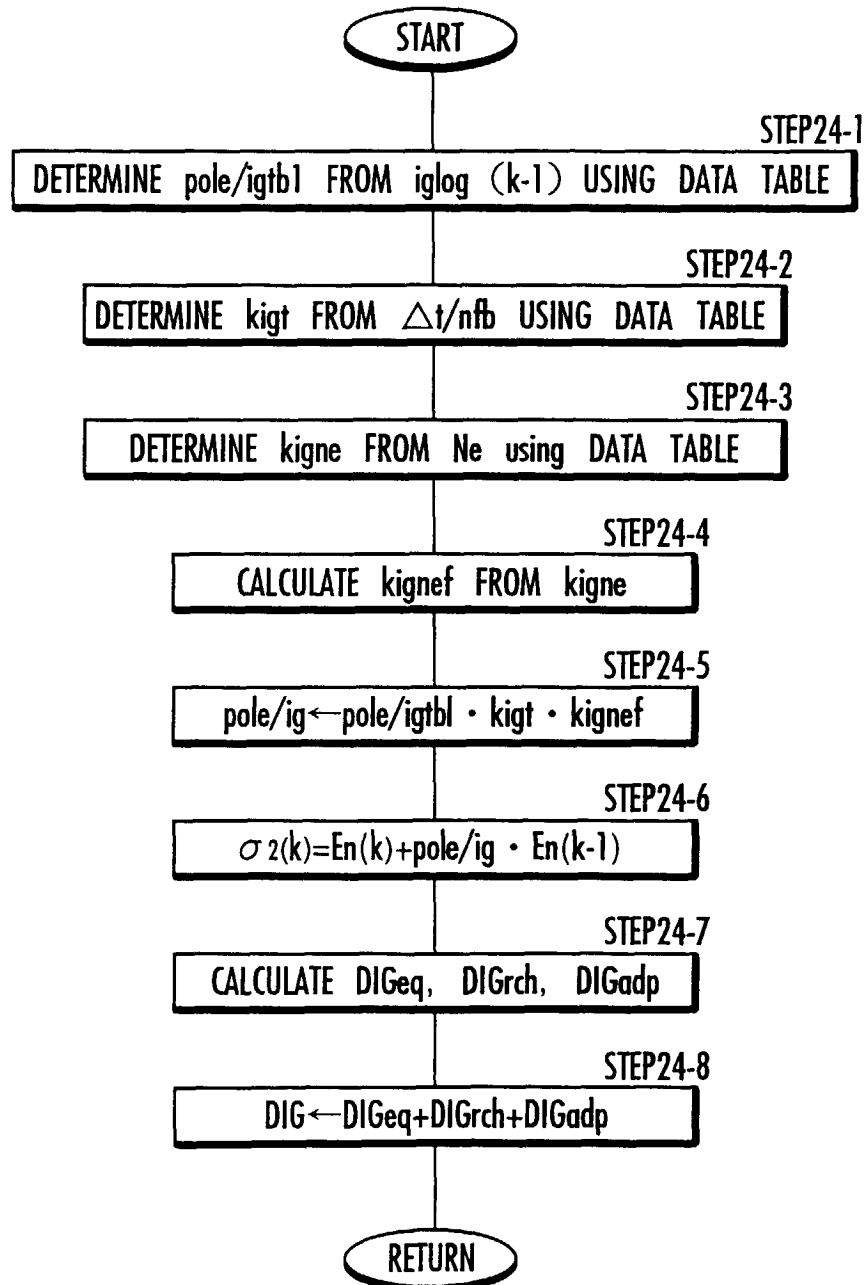 START
STEP24-1
DETERMINE pole/igtbl FROM iglog (k-1) USING DATA TABLE
STEP24-2
DETERMINE kigt FROM △t/nfb USING DATA TABLE
STEP24-3
DETERMINE kigne FROM Ne using DATA TABLE
STEP24-4
CALCULATE kignef FROM kigne
STEP24-5
pole/ig←pole/igtbl・kigt・kignef
STEP24-6
σ2(k)=En(k)+pole/ig・En(k-1)
STEP24-7
CALCULATE DIGeq, DIGrch, DIGadp
STEP24-8
DIG←DIGeq+DIGrch+DIGadp
RETURN